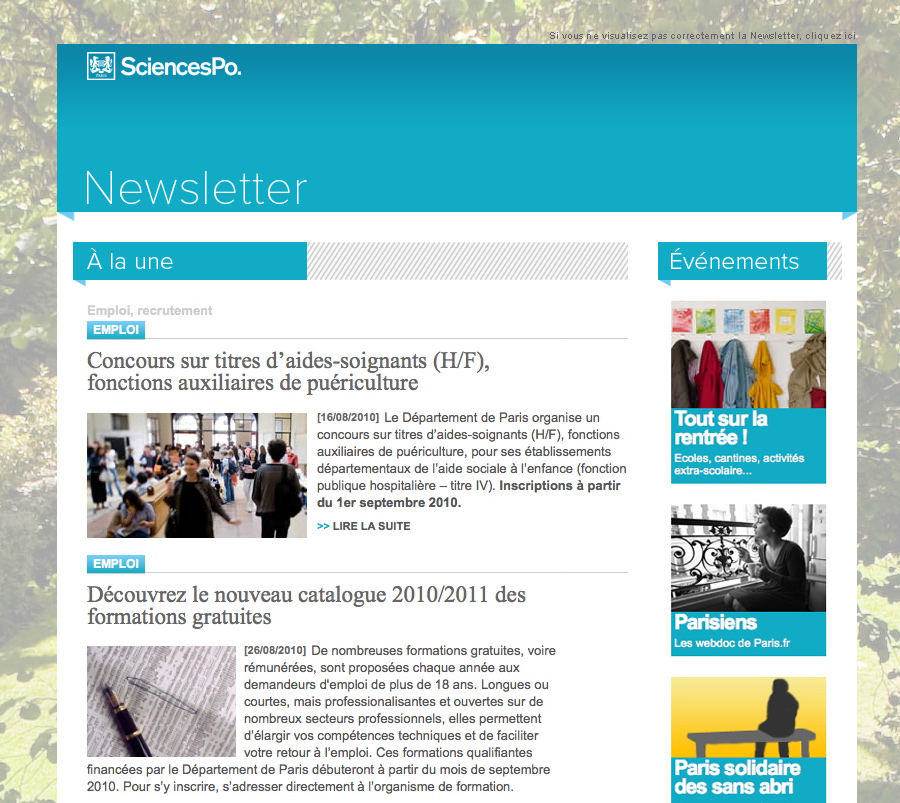 Si vous ne visualisez pas correctement la Newsletter, cliquez ici
PARIS
SciencesPo.
Newsletter
À la une
Emploi, recrutement
EMPLOI
Concours sur titres d’aides-soignants (H/F),
fonctions auxiliaires de puériculture
[16/08/2010] Le Département de Paris organise un
concours sur titres d’aides-soignants (H/F), fonctions
auxiliaires de puériculture, pour ses établissements
départementaux de l’aide sociale à l’enfance (fonction
publique hospitalière – titre IV). Inscriptions à partir
du 1er septembre 2010.
>> LIRE LA SUITE
EMPLOI
Découvrez le nouveau catalogue 2010/2011 des
formations gratuites
[26/08/2010] De nombreuses formations gratuites, voire
rémunérées, sont proposées chaque année aux
demandeurs d'emploi de plus de 18 ans. Longues ou
courtes, mais professionalisantes et ouvertes sur de
nombreux secteurs professionnels, elles permettent
d’élargir vos compétences techniques et de faciliter
votre retour à l’emploi. Ces formations qualifiantes
financées par le Département de Paris débuteront à partir du mois de septembre
2010. Pour s’y inscrire, s’adresser directement à l’organisme de formation.
Événements
Tout sur la
rentrée !
Ecoles, cantines, activités
extra-scolaire...
Parisiens
Les webdoc de Paris.fr
Paris solidaire
des sans abri